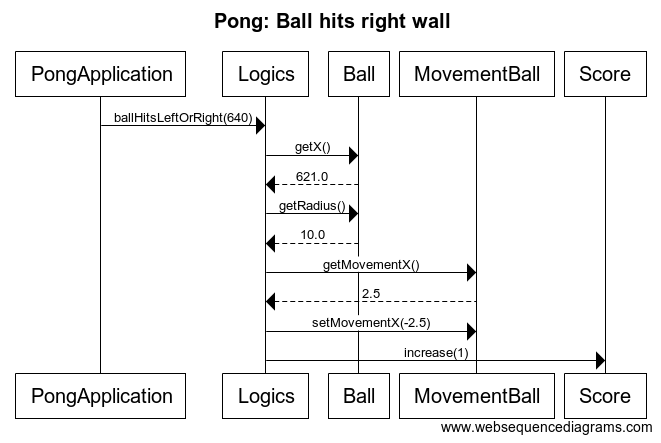 Pong: Ball hits right wall
PongApplication Logics Ball MovementBall Score
ballHitsLeftOrRight(640)
getX()
621.0
getRadius()
10.0
getMovementX()
2.5
setMovementX(-2.5)
increase(1)
PongApplication Logics Ball MovementBall Score
www.websequencediagrams.com